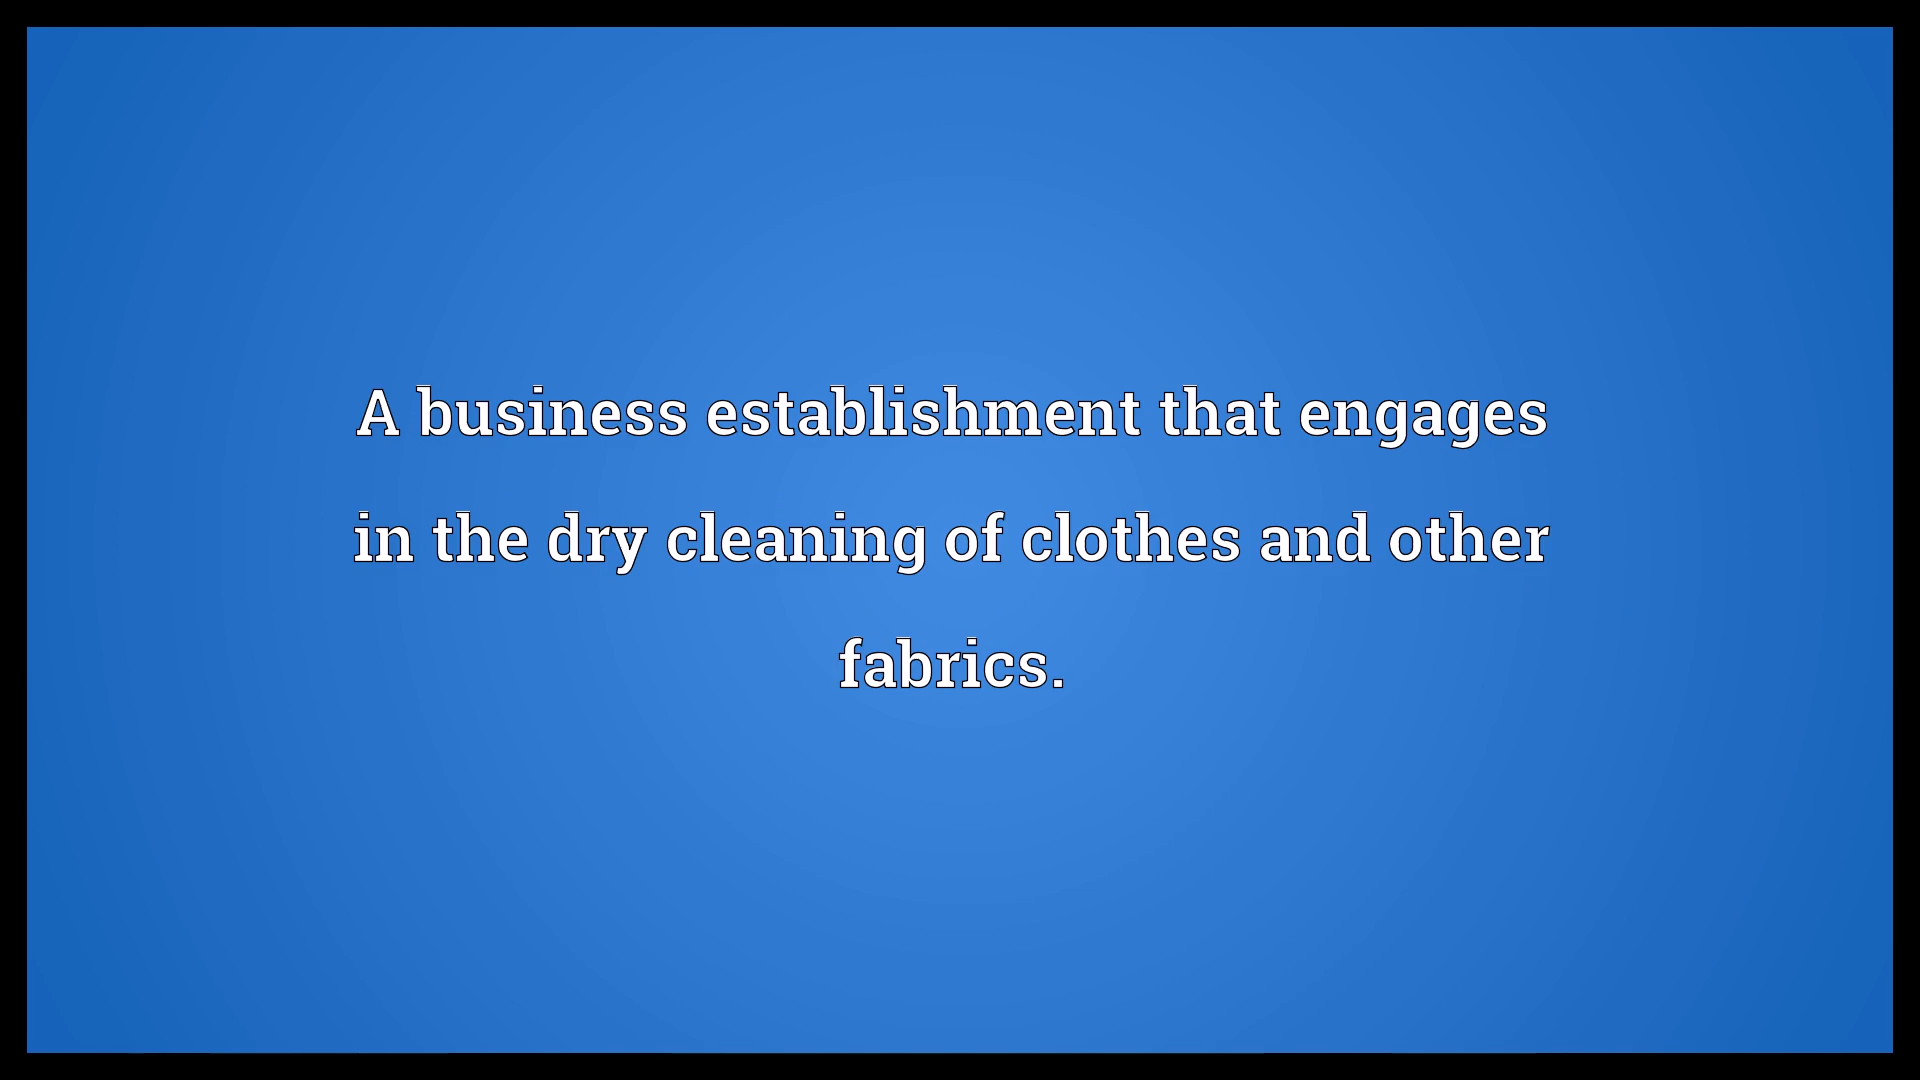 A business establishment that engages
in the dry cleaning of clothes and other
fabrics.